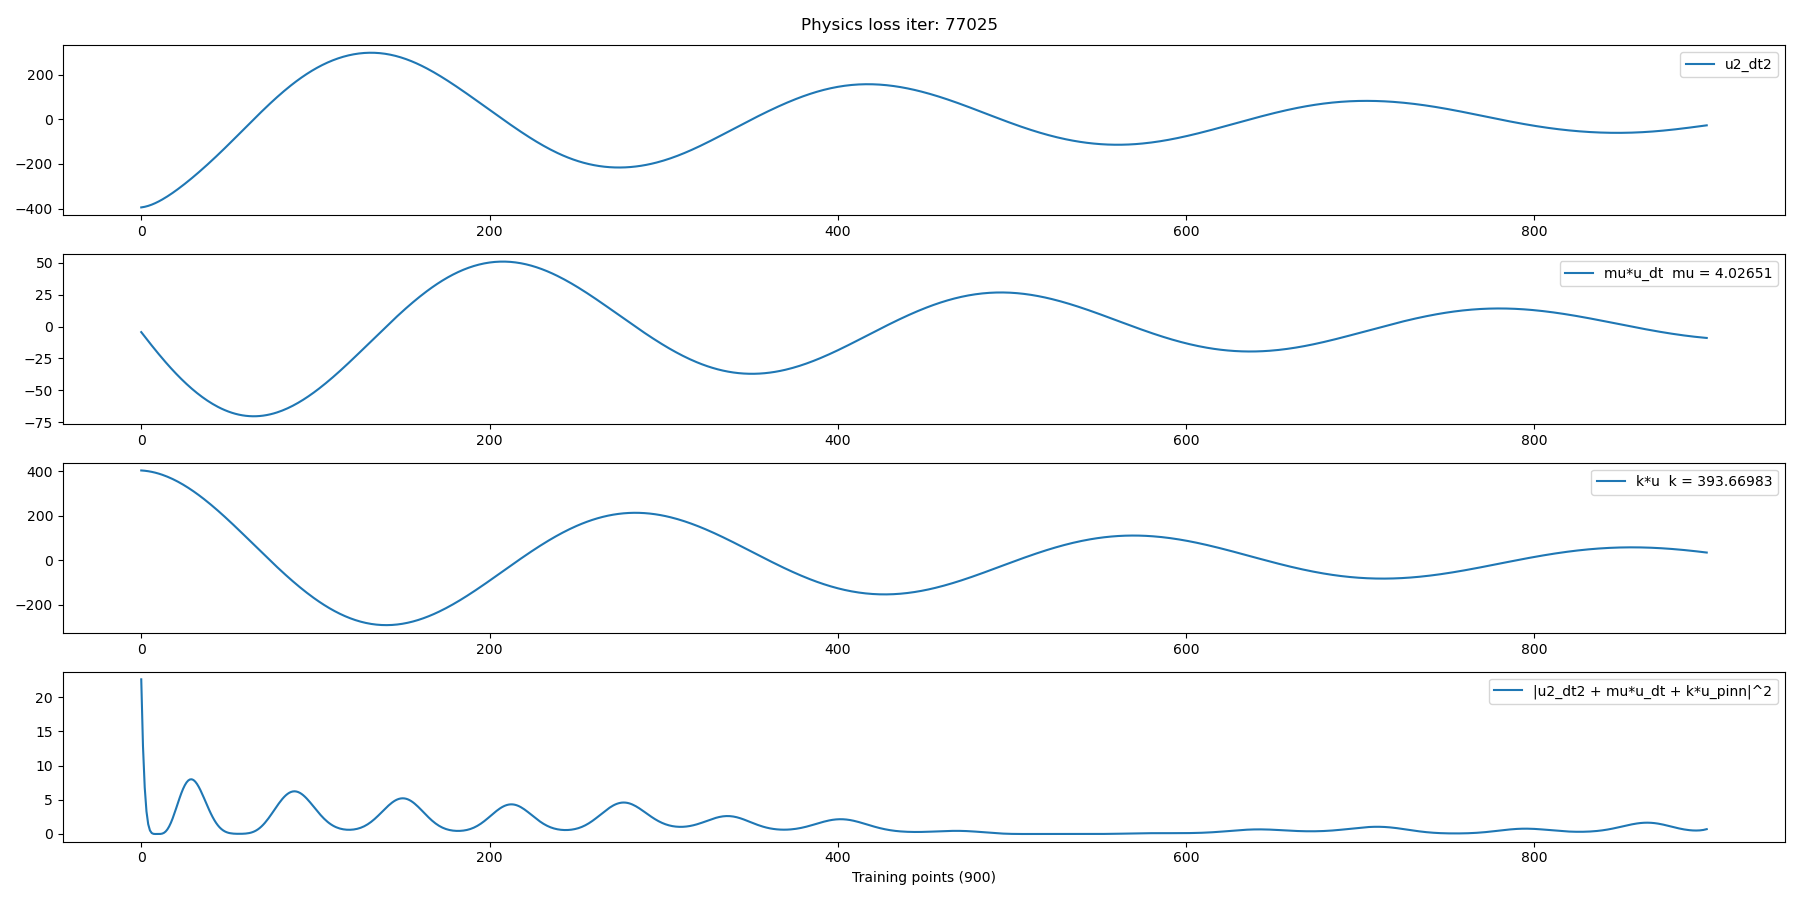 Physics loss iter: 77025
u2_dt2
200
0
−200
−400
0 200 400 600 800
mu*u_dt mu = 4.02651
50
25
0
−25
−50
−75
0 200 400 600 800
k*u k = 393.66983
400
200
0
−200
0 200 400 600 800
|u2_dt2 + mu*u_dt + k*u_pinn|^2
20
15
10
5
0
0 200 400 600 800
Training points (900)